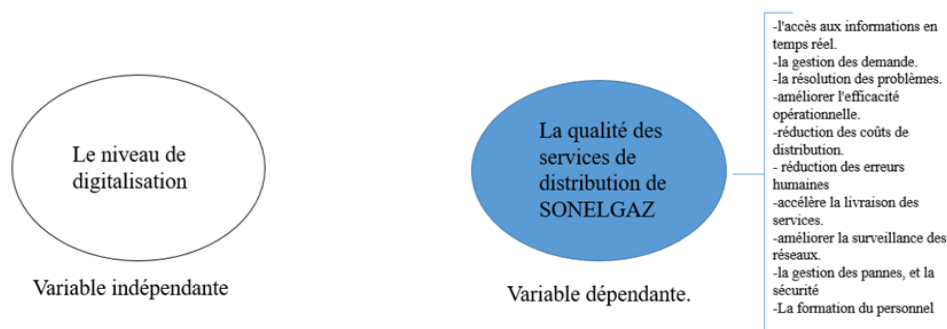 Le niveau de
digitalisation
Variable indépendante
La qualité des
services de
distribution de
SONELGAZ
Variable dépendante.
-l'accès aux informations en
temps réel.
-la gestion des demande.
-la résolution des problèmes.
-améliorer l'efficacité
opérationnelle.
-réduction des coûts de
distribution.
- réduction des erreurs
humaines
-accélère la livraison des
services.
-améliorer la surveillance des
réseaux.
-la gestion des pannes, et la
sécurité
-La formation du personnel